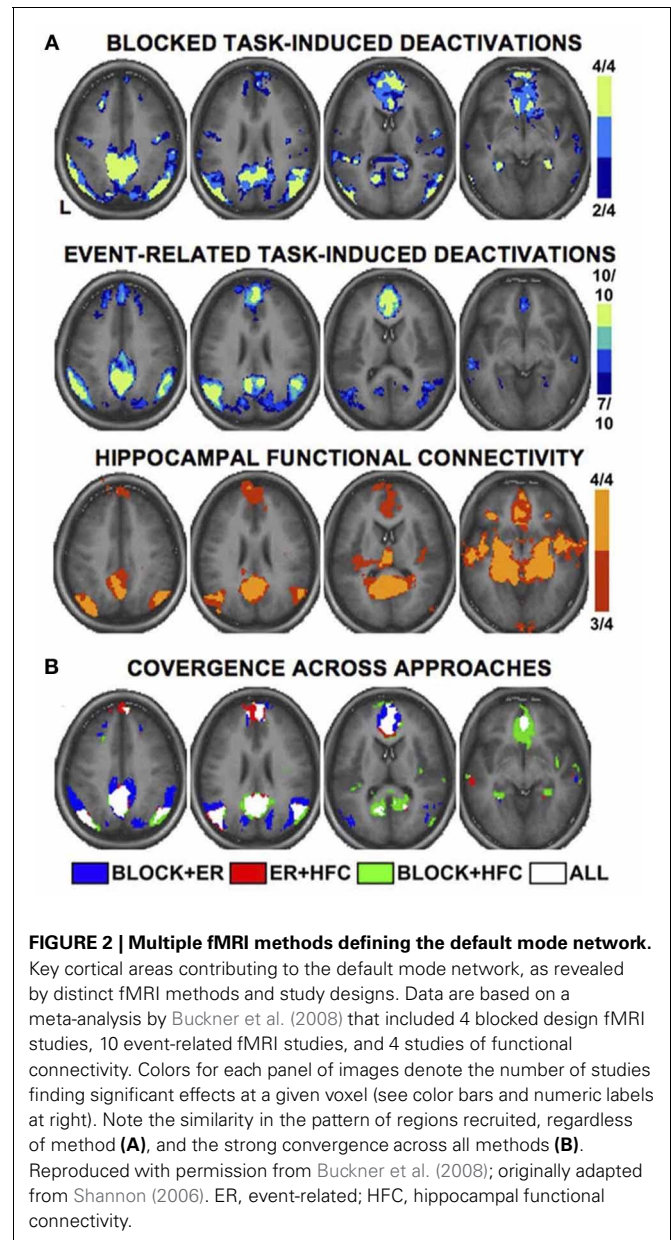 A
BLOCKED TASK-INDUCED DEACTIVATIONS
4/4
L
2/4
EVENT-RELATED TASK-INDUCED DEACTIVATIONS
10/
10
7/
10
HIPPOCAMPAL FUNCTIONAL CONNECTIVITY
4/4
3/4
B
COVERGENCE ACROSS APPROACHES
BLOCK+ER ER+HFC BLOCK+HFC ALL
FIGURE 2 | Multiple fMRI methods defining the default mode network.
Key cortical areas contributing to the default mode network, as revealed
by distinct fMRI methods and study designs. Data are based on a
meta-analysis by Buckner et al. (2008) that included 4 blocked design fMRI
studies, 10 event-related fMRI studies, and 4 studies of functional
connectivity. Colors for each panel of images denote the number of studies
finding significant effects at a given voxel (see color bars and numeric labels
at right). Note the similarity in the pattern of regions recruited, regardless
of method (A), and the strong convergence across all methods (B).
Reproduced with permission from Buckner et al. (2008); originally adapted
from Shannon (2006). ER, event-related; HFC, hippocampal functional
connectivity.